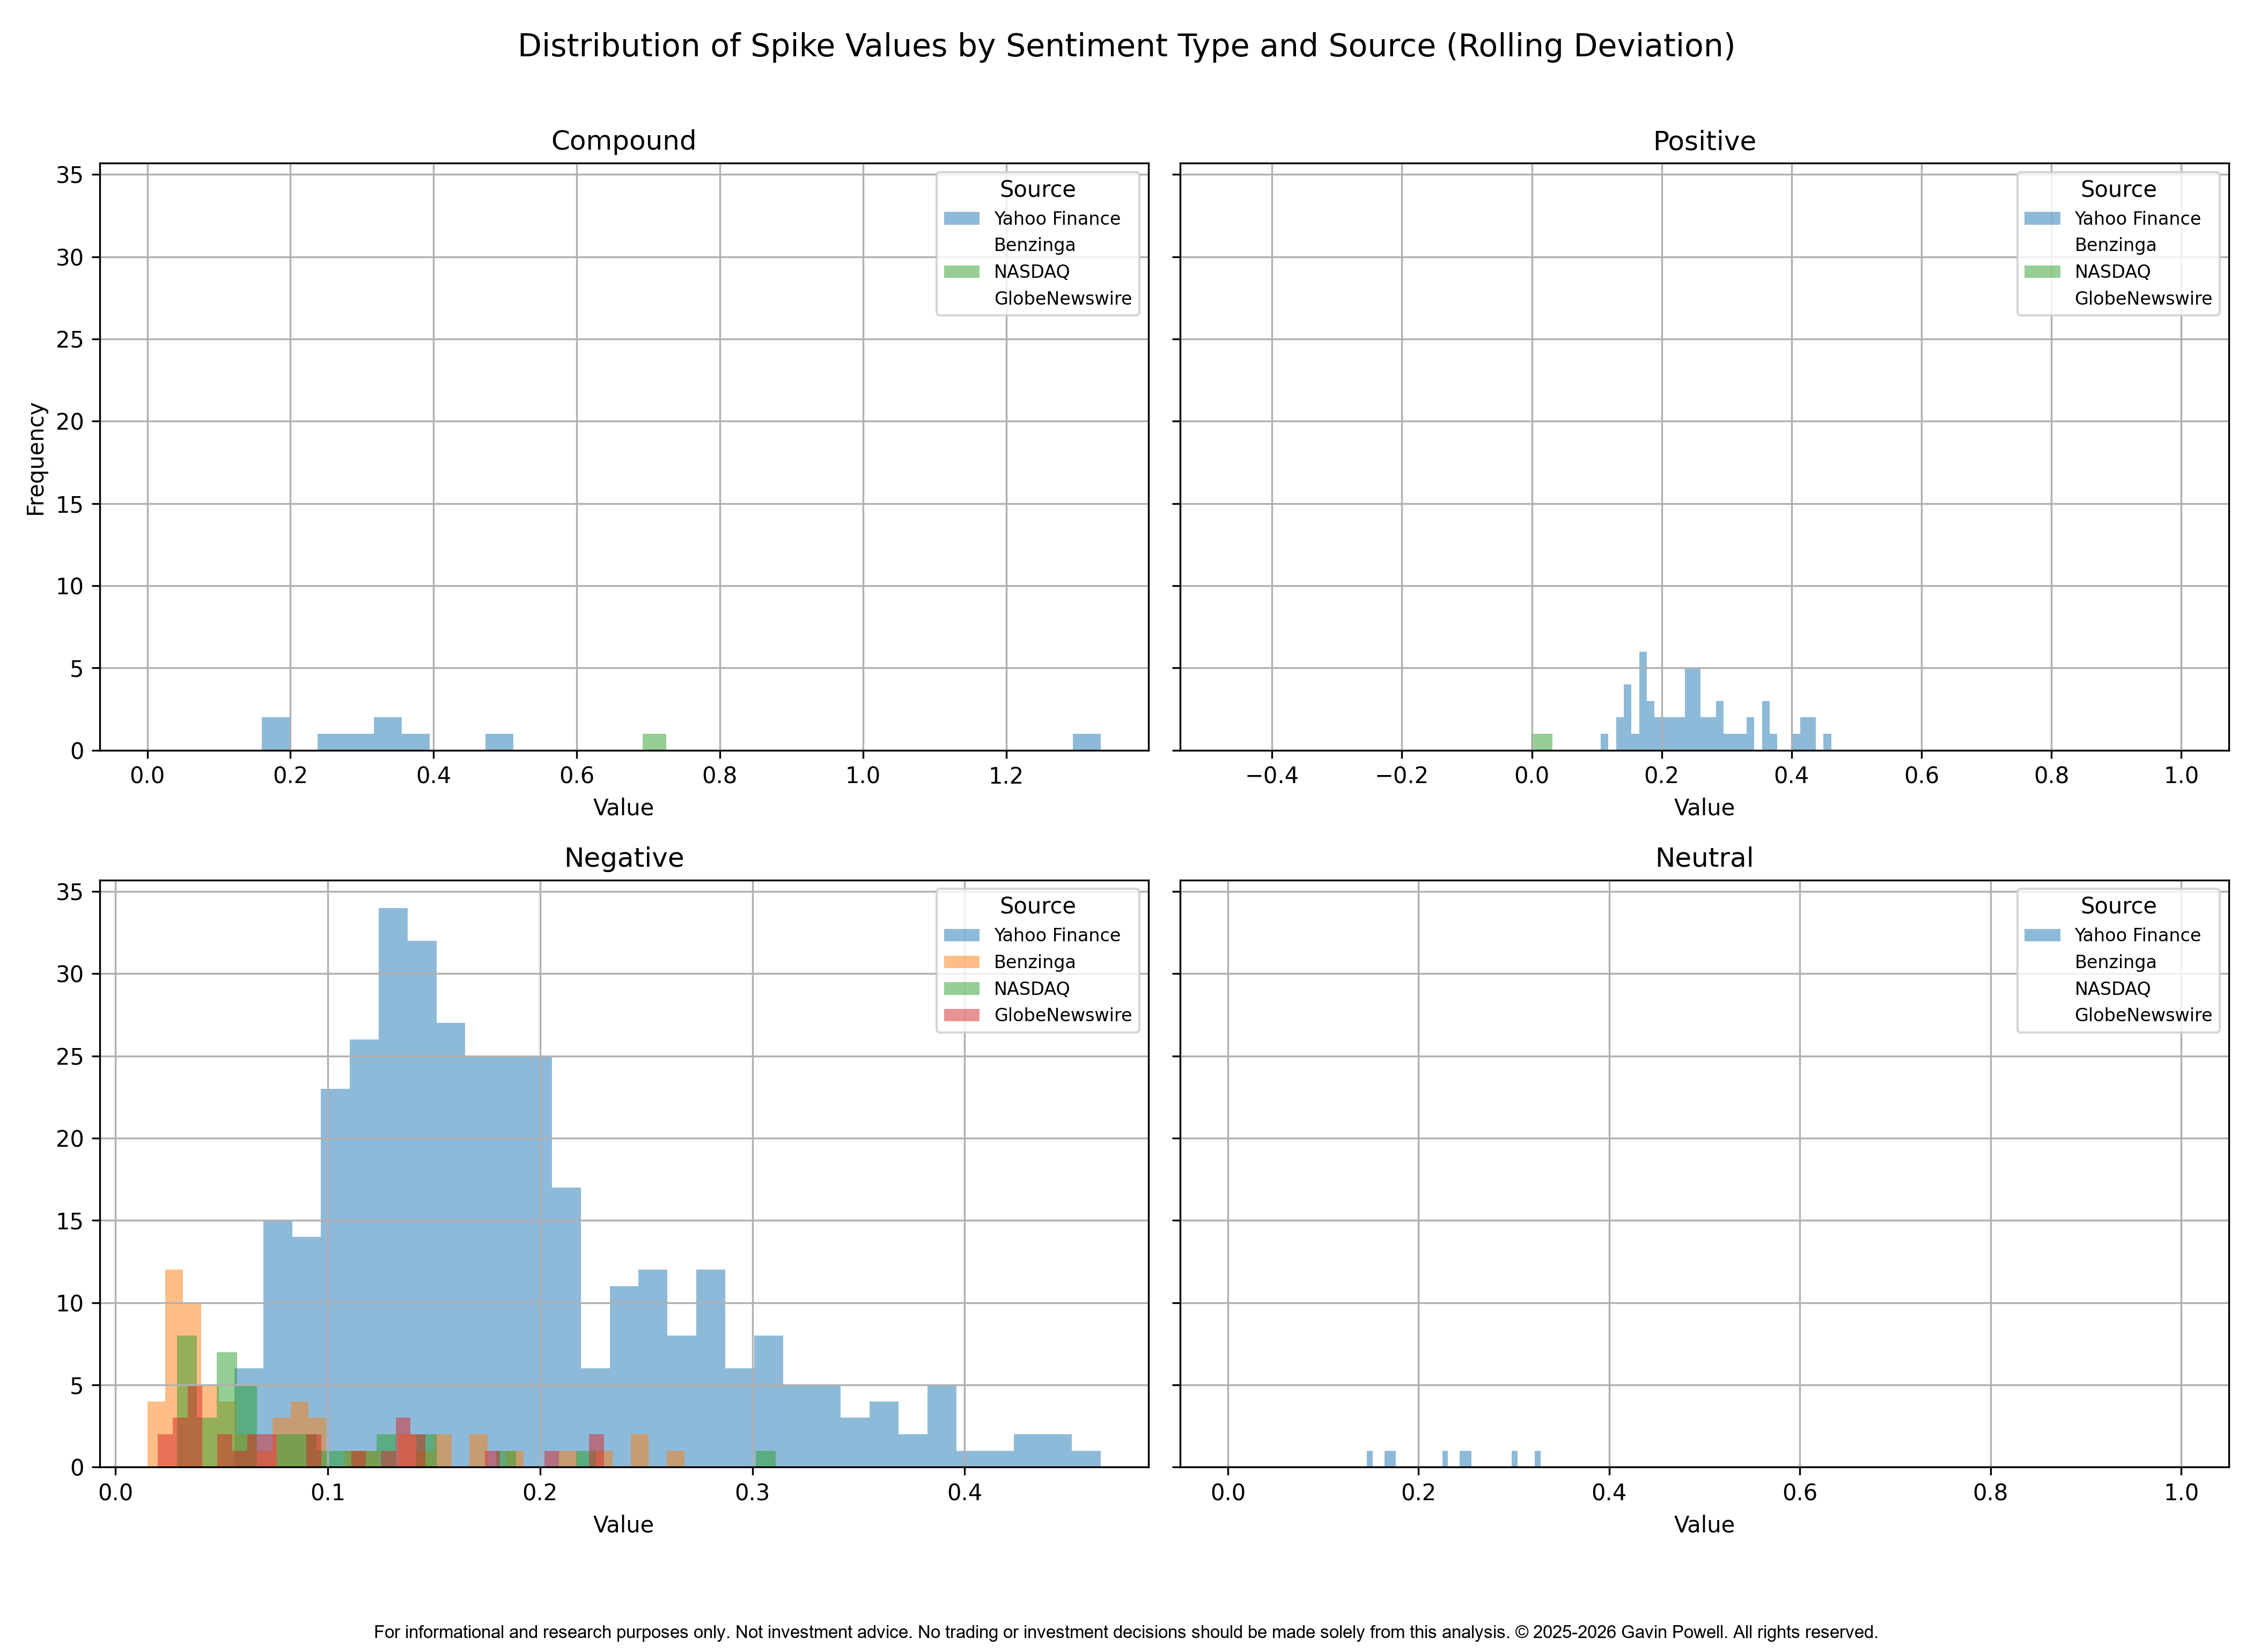 Distribution of Spike Values by Sentiment Type and Source (Rolling Deviation)
Compound
35
30
25
20
15
10
5
0
Frequency
0.0 0.2 0.4 0.6 0.8 1.0 1.2
Value
Source
Yahoo Finance
Benzinga
NASDAQ
GlobeNewswire
Positive
−0.4 −0.2 0.0 0.2 0.4 0.6 0.8 1.0
Value
Source
Yahoo Finance
Benzinga
NASDAQ
GlobeNewswire
Negative
35
30
25
20
15
10
5
0
0.0 0.1 0.2 0.3 0.4
Value
Source
Yahoo Finance
Benzinga
NASDAQ
GlobeNewswire
Neutral
0.0 0.2 0.4 0.6 0.8 1.0
Value
Source
Yahoo Finance
Benzinga
NASDAQ
GlobeNewswire
For informational and research purposes only. Not investment advice. No trading or investment decisions should be made solely from this analysis. © 2025-2026 Gavin Powell. All rights reserved.